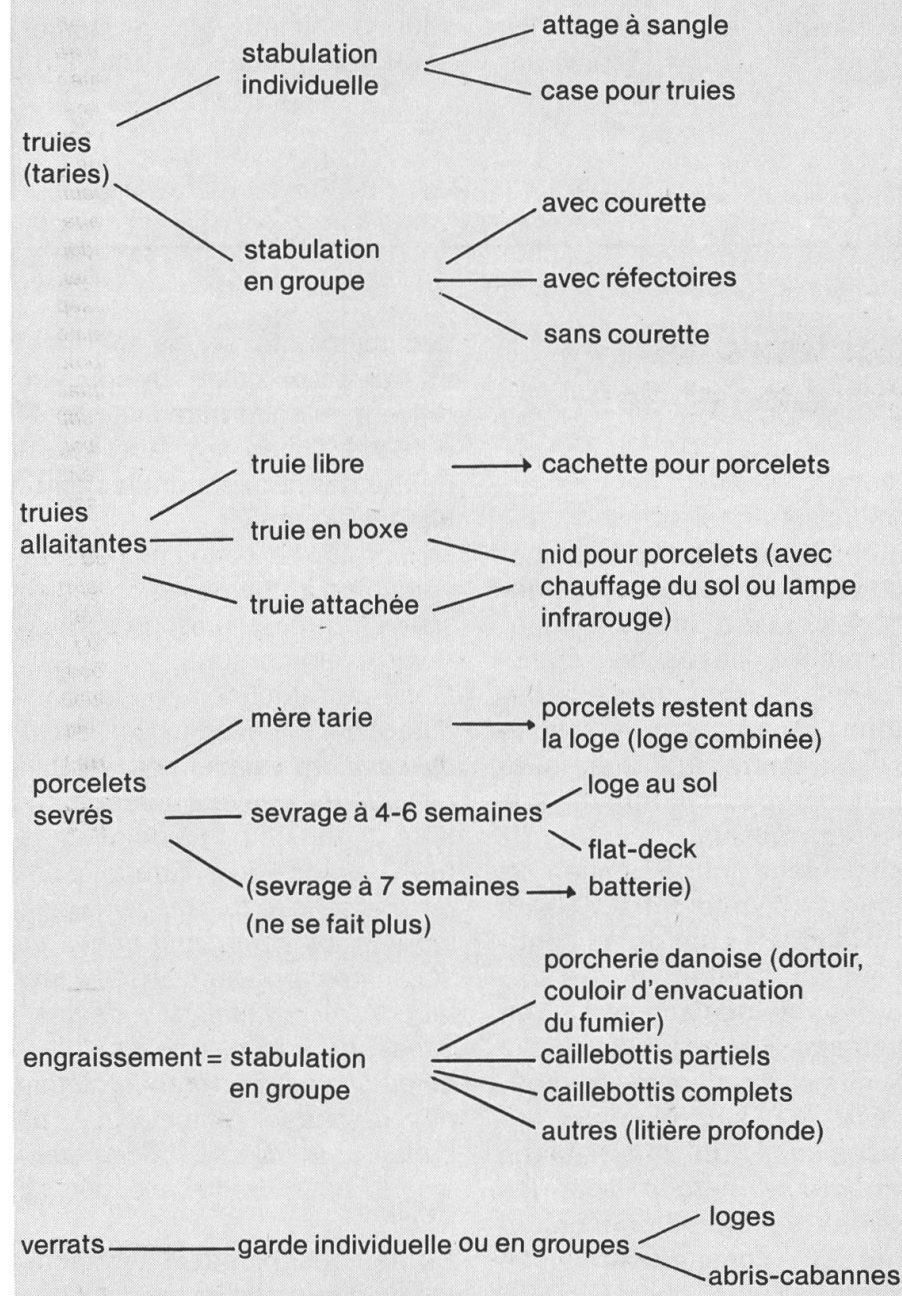 attage à sangle
stabulation
individuelle
case pour truies
truies
(taries)
avec courette
stabulation
en groupe
avec réfectoires
sans courette
truie libre
cachette pour porcelets
truies
allaitantes
truie en boxe
nid pour porcelets (avec
chauffage du sol ou lampe
infrarouge)
truie attachée
mère tarie
porcelets restent dans
la loge (loge combinée)
porcelets
sevrés
loge au sol
sevrage à 4-6 semaines
flat-deck
(sevrage à 7 semaines
batterie)
(ne se fait plus)
porcherie danoise (dortoir,
couloir d'envacuation
du fumier)
engraissement = stabulation
en groupe
caillebottis partiels
caillebottis complets
autres (litière profonde)
loges
verrats
garde individuelle ou en groupes
abris-cabannes